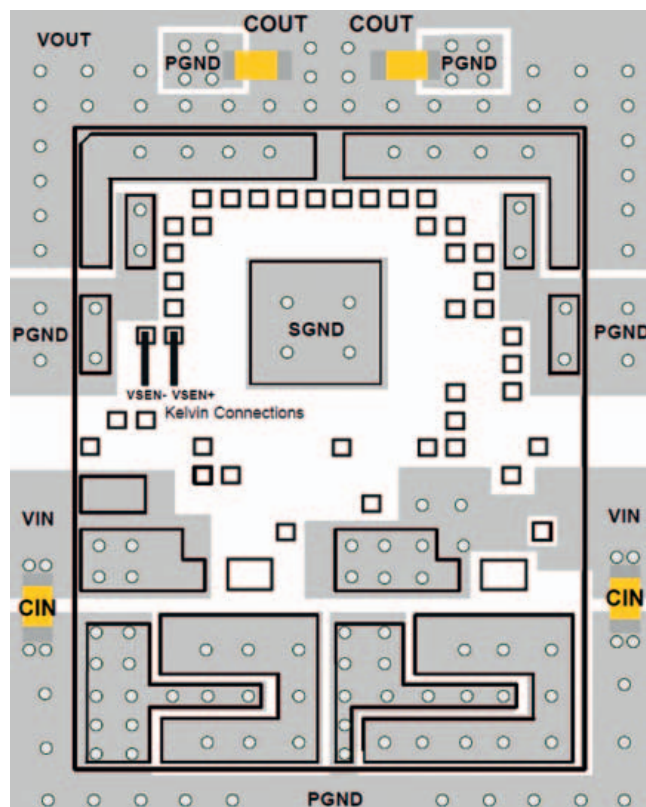 COUT COUT
VOUT
PGND PGND
SGND
PGND PGND
VSEN- VSEN+
Kelvin Connections
VIN VIN
CIN CIN
PGND